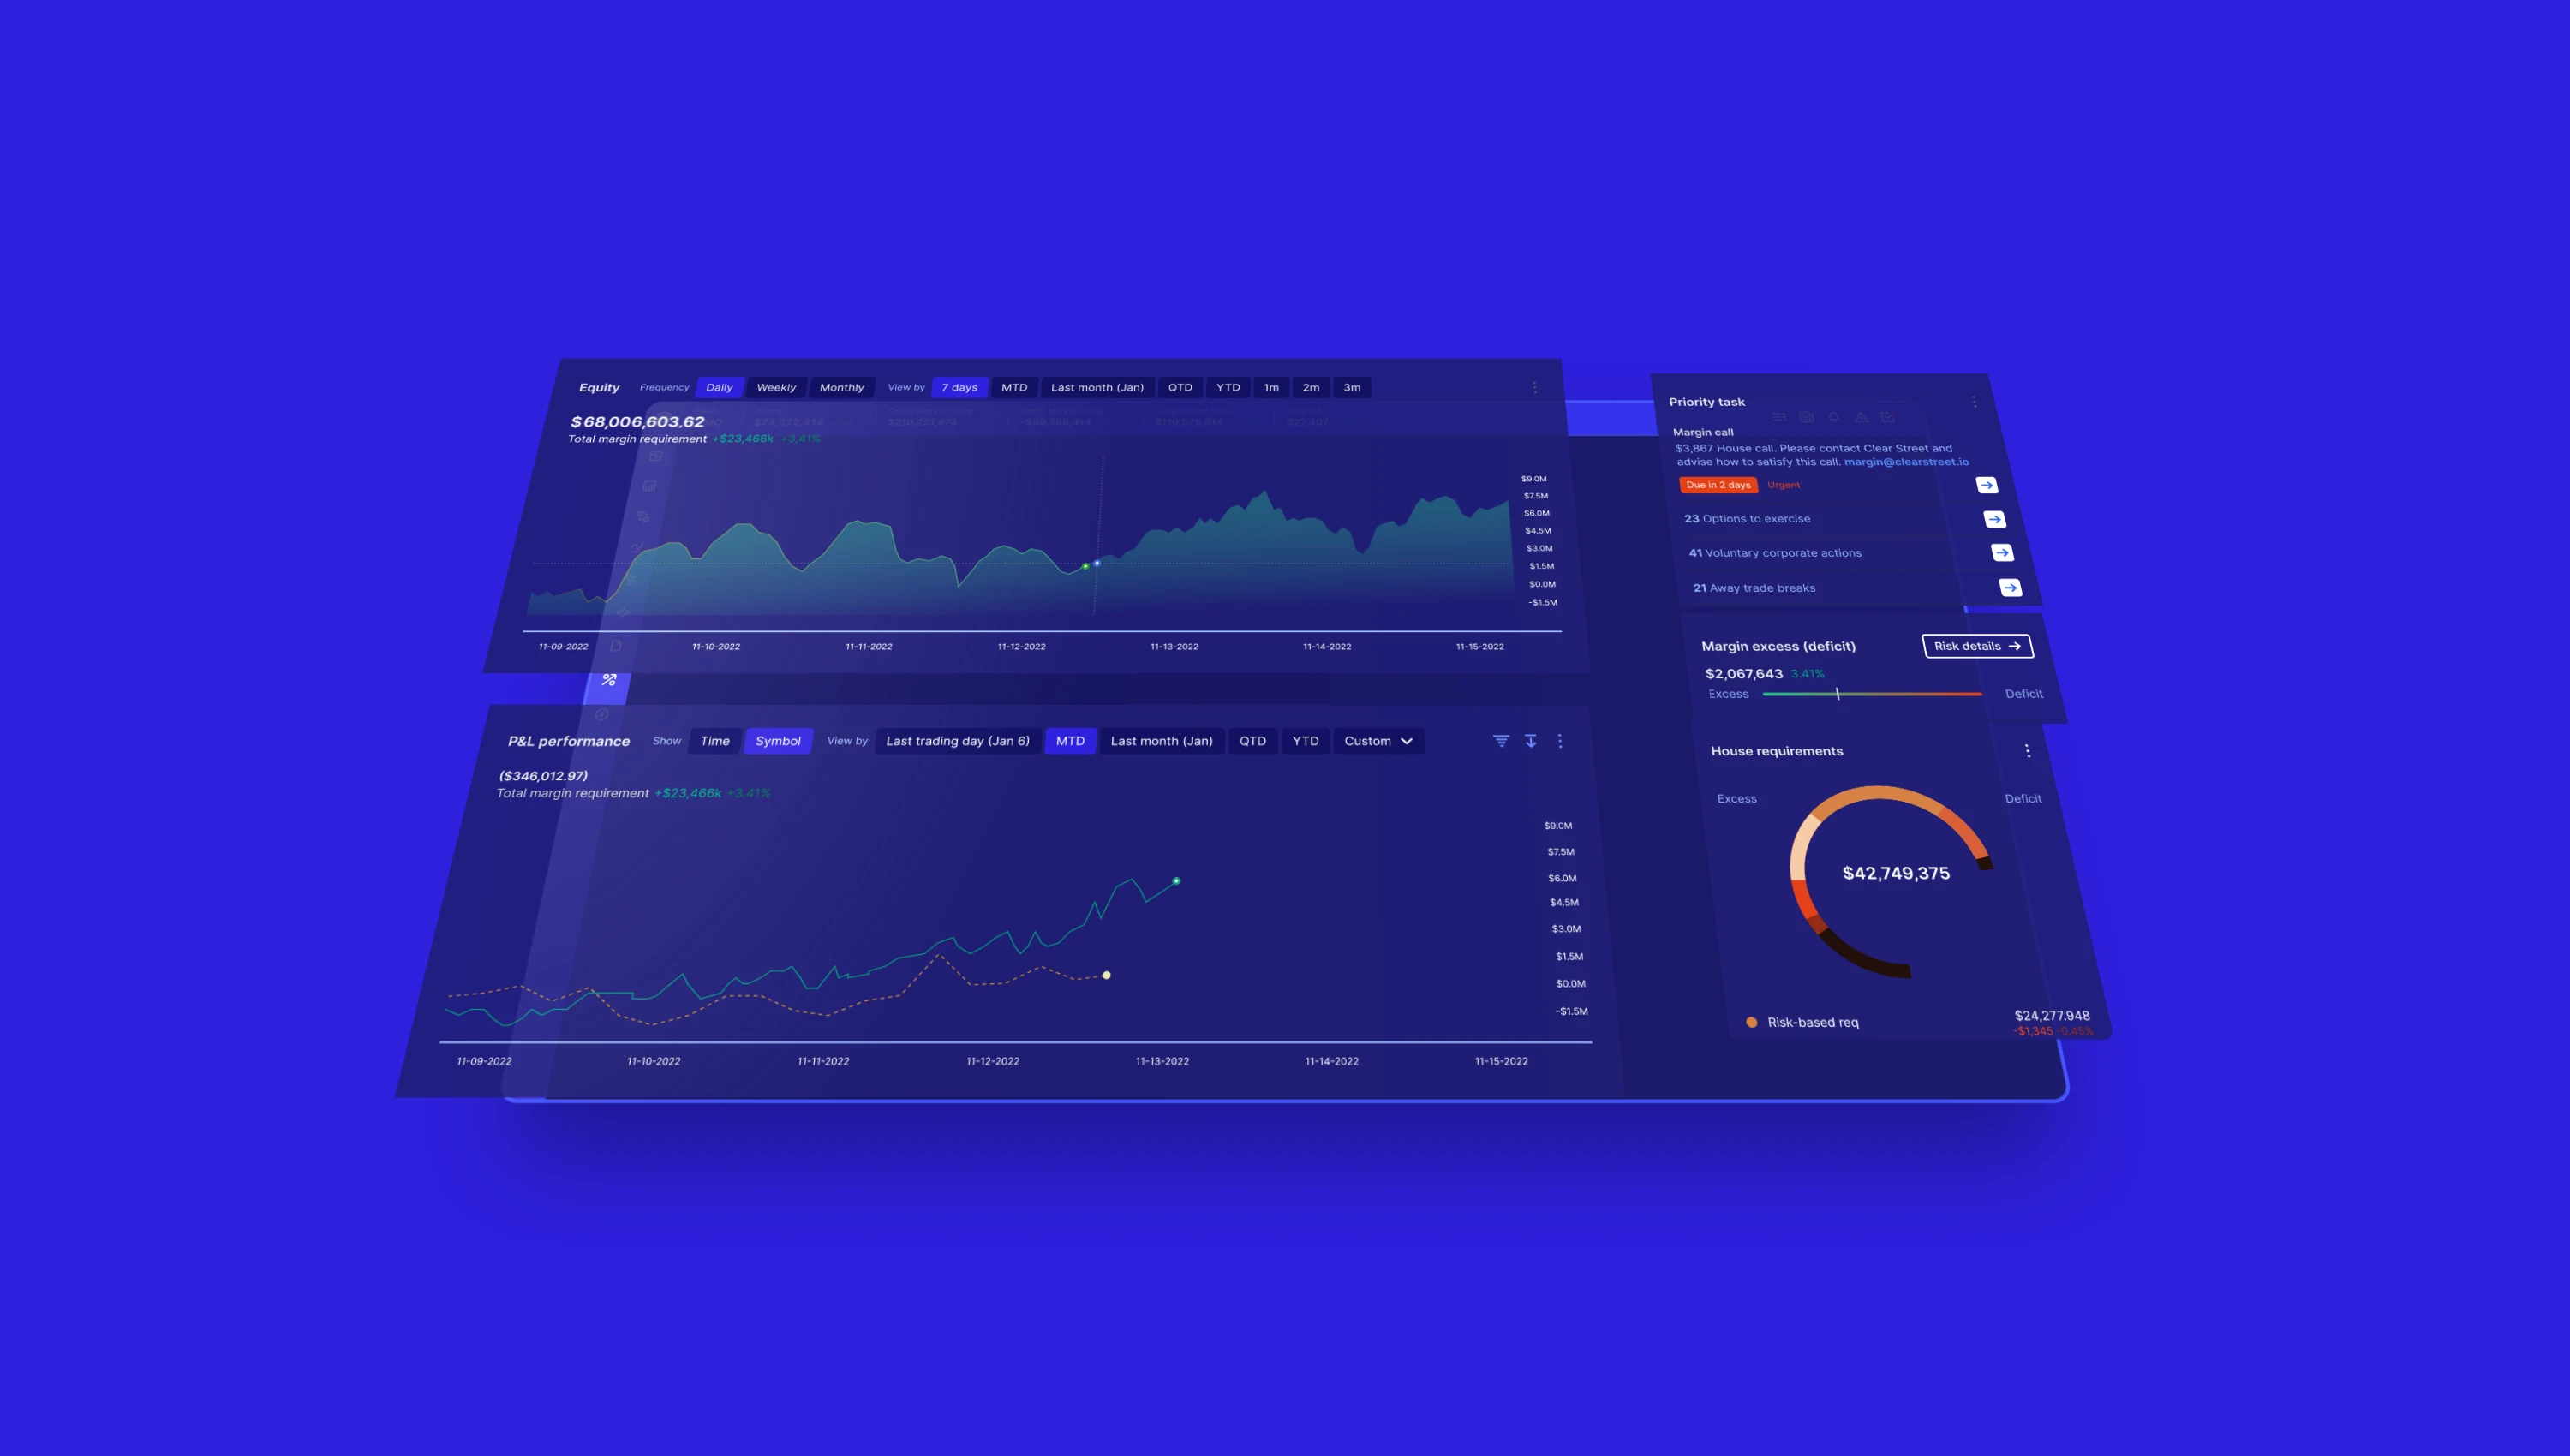 Equity Frequency Daily Weekly Monthly View by 7 days MTD Last month (Jan) QTD YTD 1m 2m 3m
$68,006,603.62
Total margin requirement +$23,466k +3,41%
$9.0M
$7.5M
$6.0M
$4.5M
$3.0M
$1.5M
$0.0M
-$1.5M
11-09-2022 11-10-2022 11-11-2022 11-12-2022 11-13-2022 11-14-2022 11-15-2022
P&L performance Show Time Symbol View by Last trading day (Jan 6) MTD Last month (Jan) QTD YTD Custom
($346,012.97)
Total margin requirement +$23,466k +3.41%
$9.0M
$7.5M
$6.0M
$4.5M
$3.0M
$1.5M
$0.0M
-$1.5M
11-09-2022 11-10-2022 11-11-2022 11-12-2022 11-13-2022 11-14-2022 11-15-2022
Priority task
Margin call
$3,867 House call. Please contact Clear Street and
advise how to satisfy this call. margin@clearstreet.io
Due in 2 days Urgent
23 Options to exercise
41 Voluntary corporate actions
21 Away trade breaks
Margin excess (deficit) Risk details
$2,067,643 3.41%
Excess Deficit
House requirements
Excess Deficit
$42,749,375
Risk-based req $24,277.948
-$1,345 -0.45%